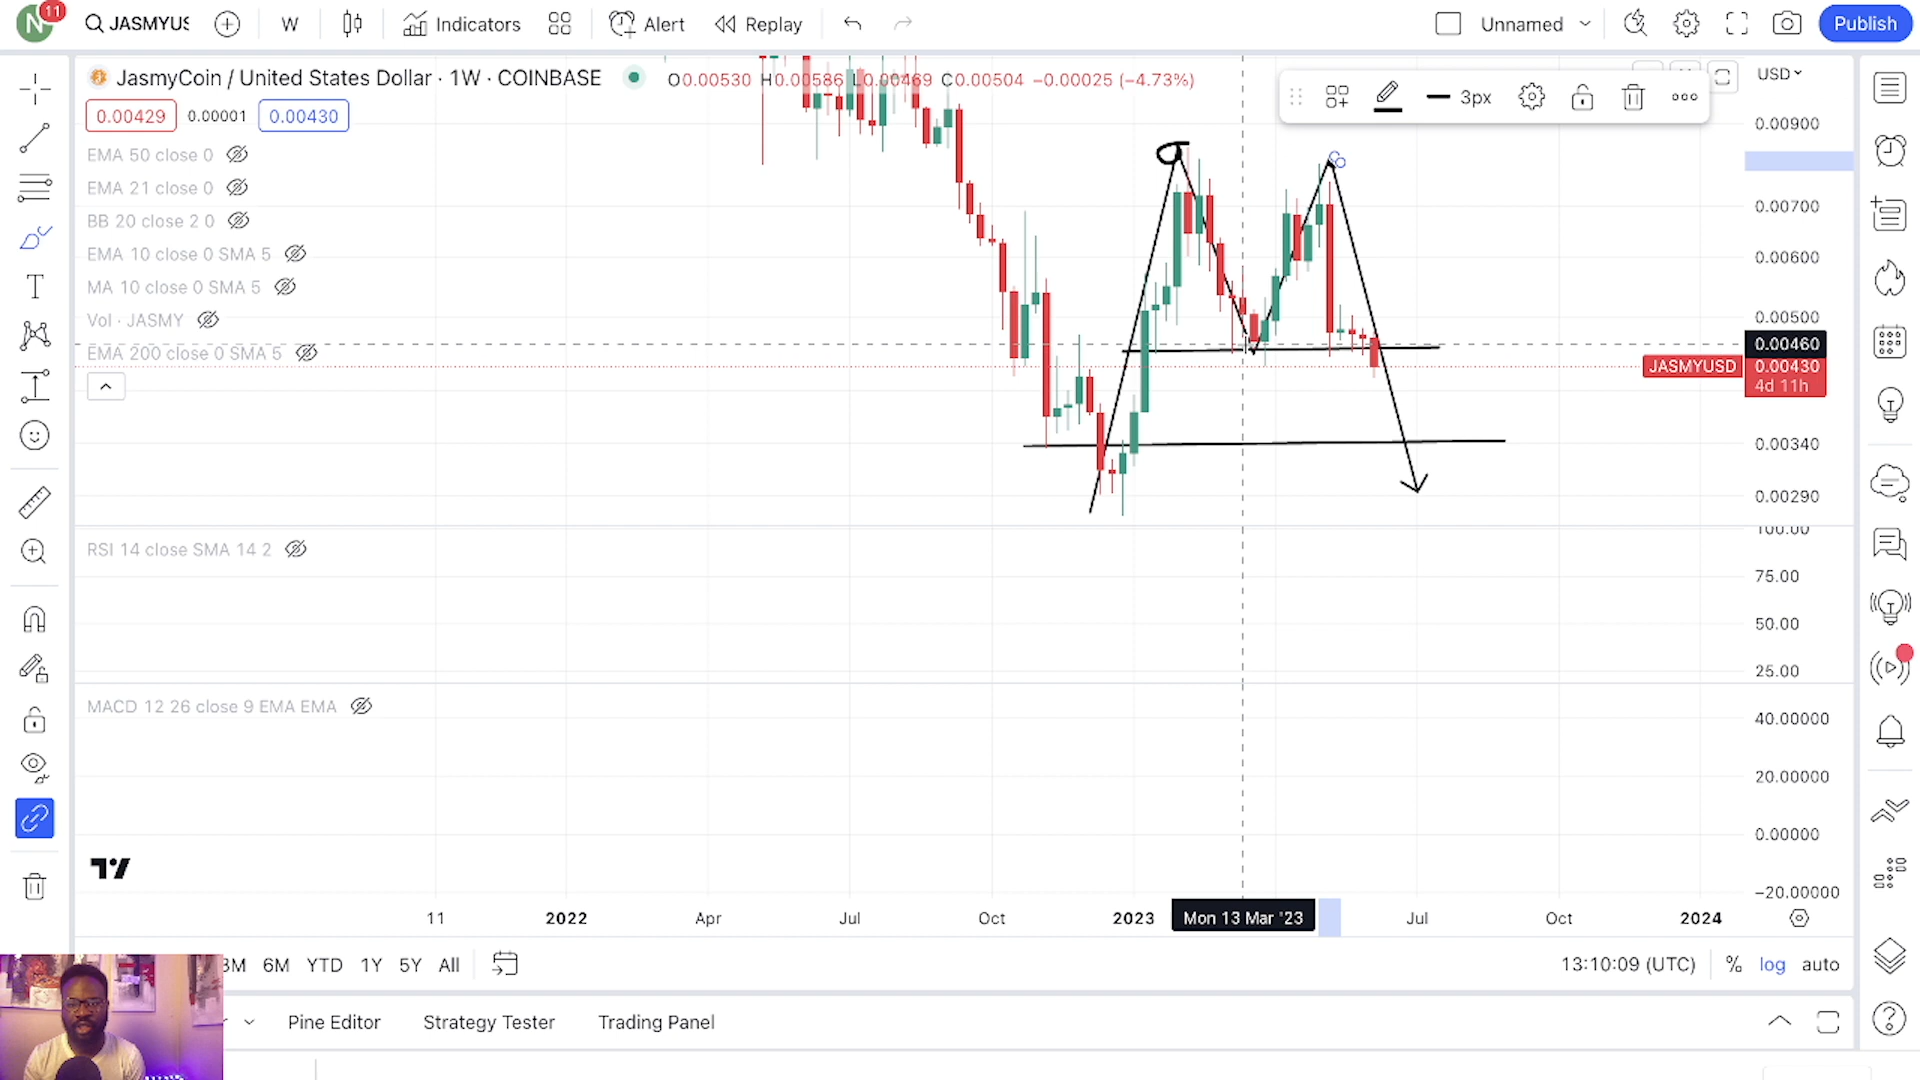 N 11 JASMYUS W Indicators Alert Replay Unnamed Publish
JasmyCoin / United States Dollar · 1W · COINBASE O0.00530 H0.00586 L0.00469 C0.00504 −0.00025 (−4.73%) 3px USD
0.00429 0.00001 0.00430
0.00900
EMA 50 close 0
EMA 21 close 0
0.00700
BB 20 close 2 0
EMA 10 close 0 SMA 5
0.00600
MA 10 close 0 SMA 5
Vol · JASMY
0.00500
0.00460
EMA 200 close 0 SMA 5
JASMYUSD 0.00430
4d 11h
0.00340
0.00290
100.00
RSI 14 close SMA 14 2
75.00
50.00
25.00
MACD 12 26 close 9 EMA EMA
40.00000
20.00000
0.00000
−20.00000
11 2022 Apr Jul Oct 2023 Mon 13 Mar '23 Jul Oct 2024
3M 6M YTD 1Y 5Y All 13:10:09 (UTC) % log auto
Pine Editor Strategy Tester Trading Panel